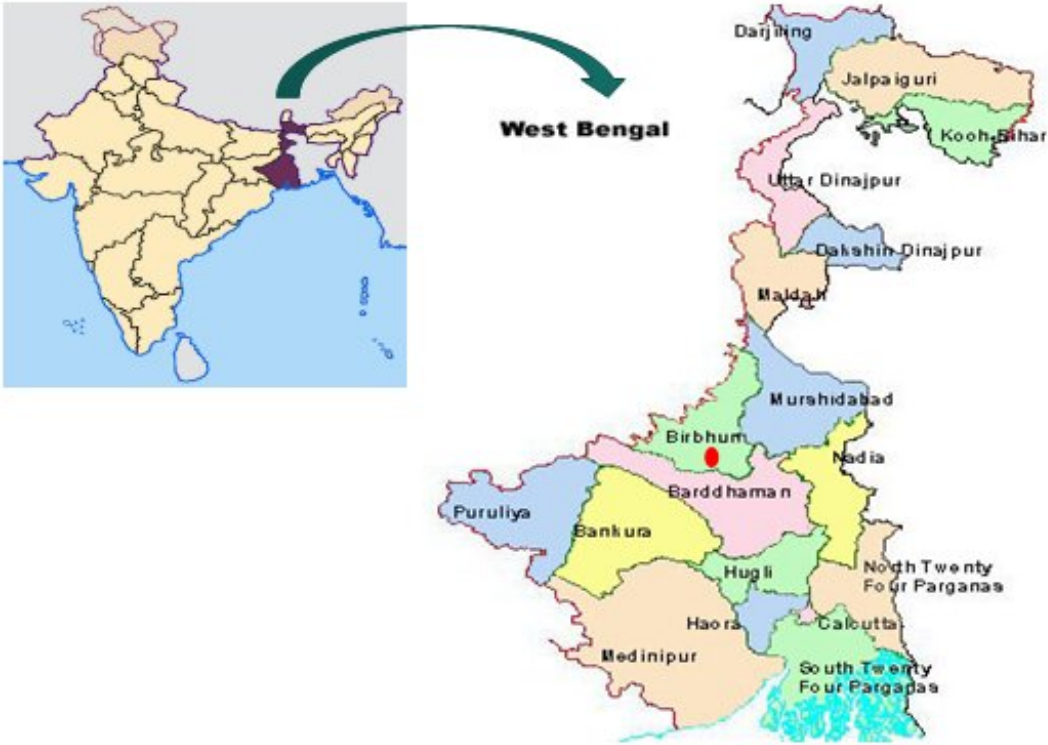 West Bengal
Darjiling
Jalpaiguri
Kooh-Bihar
Uttar Dinajpur
Dakshin Dinajpur
Maldah
Murshidabad
Birbhum
Nadia
Barddhaman
Puruliya
Bankura
Hugli
North Twenty
Four Parganas
Haora
Calcutta
Medinipur
South Twenty
Four Parganas